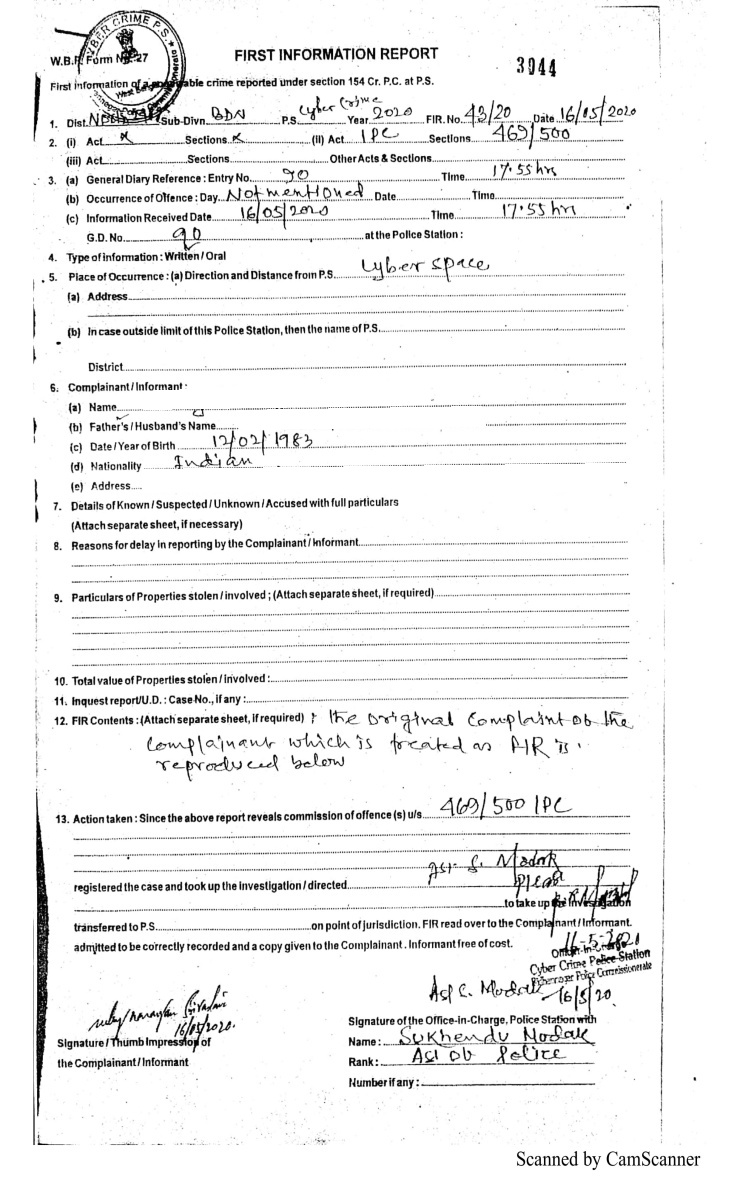 CYBER CRIME P.S.
W.B.P. Form No. 27
FIRST INFORMATION REPORT
3944
First Information of a cognizable crime reported under section 154 Cr. P.C. at P.S.
1. Dist. Sub-Divn. BDN P.S. Cyber Crime Year 2020 FIR. No. 43/20 Date 16/05/2020
2. (i) Act x Sections x (II) Act IPC Sections 469/500
(iii) Act Sections Other Acts & Sections
3. (a) General Diary Reference : Entry No. 90 Time 17.55 hrs
(b) Occurrence of Offence : Day Not mentioned Date Time
(c) Information Received Date 16/05/2020 Time 17.55 hrs
G.D. No. 90 at the Police Station :
4. Type of information : Written / Oral
5. Place of Occurrence : (a) Direction and Distance from P.S. Cyber space
(a) Address
(b) In case outside limit of this Police Station, then the name of P.S.
District
6. Complainant / Informant :
(a) Name
(b) Father's / Husband's Name
(c) Date / Year of Birth 12/02/1983
(d) Nationality Indian
(e) Address
7. Details of Known / Suspected / Unknown / Accused with full particulars
(Attach separate sheet, if necessary)
8. Reasons for delay in reporting by the Complainant / Informant
9. Particulars of Properties stolen / involved ; (Attach separate sheet, if required)
10. Total value of Properties stolen / involved :
11. Inquest report / U.D. : Case No., if any :
12. FIR Contents : (Attach separate sheet, if required) : The original complaint of the
complainant which is treated as FIR is
reproduced below
13. Action taken : Since the above report reveals commission of offence (s) u/s 469/500 IPC
ASI S. Modak
registered the case and took up the investigation / directed Please
to take up the Investigation
transferred to P.S. on point of jurisdiction. FIR read over to the Complainant / Informant.
admitted to be correctly recorded and a copy given to the Complainant . Informant free of cost.
16-5-2020
Officer-In-Charge
Cyber Crime Police Station
Bidhannagar Police Commissionerate
ASI S. Modak
16/5/20
16/05/2020.
Signature of the Office-in-Charge, Police Station with
Signature / Thumb Impression of
Name : Sukhendu Modak
the Complainant / Informant
Rank : ASI of Police
Number if any :
Scanned by CamScanner